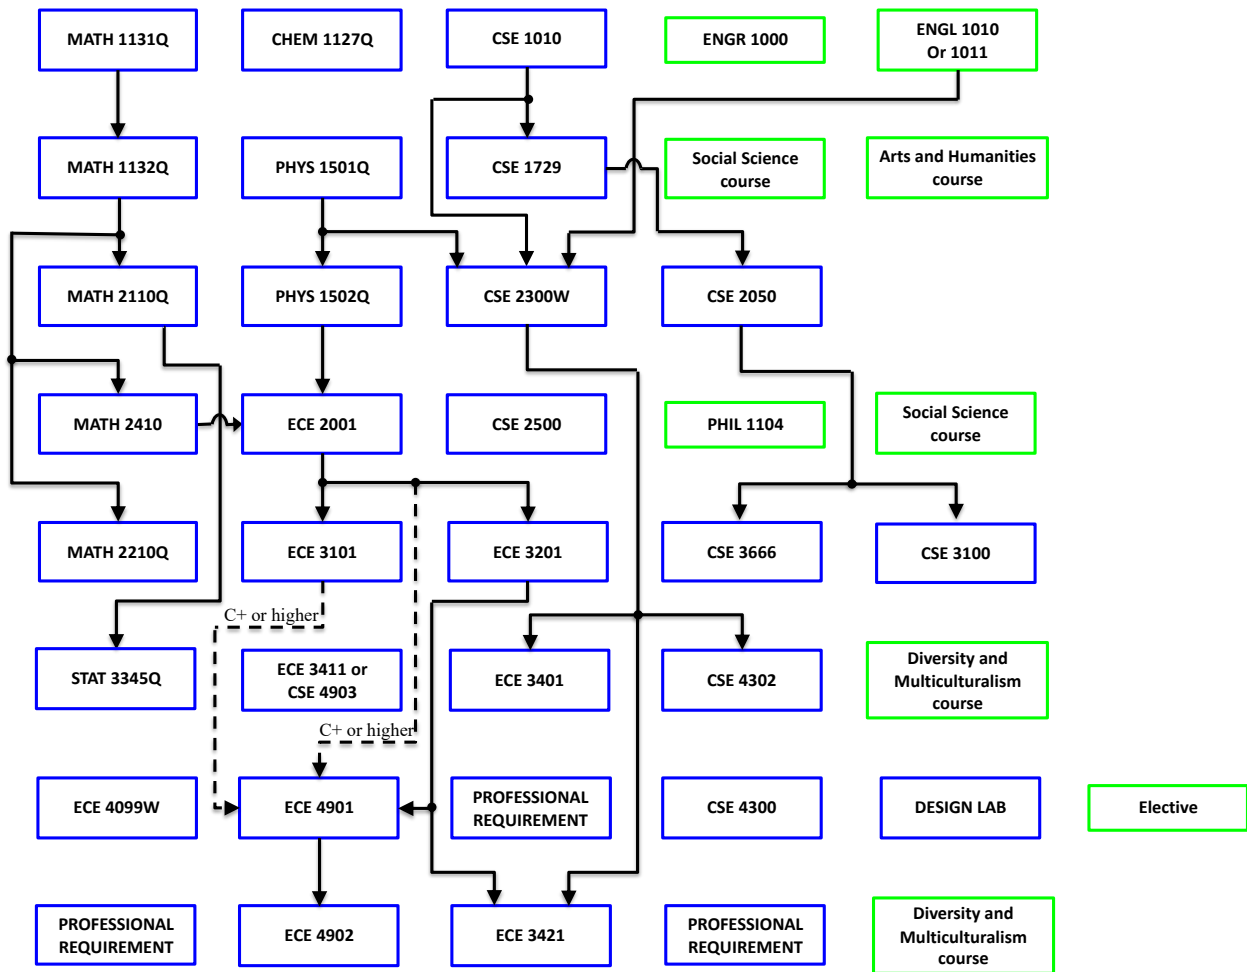 MATH 1131Q
CHEM 1127Q
CSE 1010
ENGR 1000
ENGL 1010
Or 1011
MATH 1132Q
PHYS 1501Q
CSE 1729
Social Science
course
Arts and Humanities
course
MATH 2110Q
PHYS 1502Q
CSE 2300W
CSE 2050
MATH 2410
ECE 2001
CSE 2500
PHIL 1104
Social Science
course
MATH 2210Q
ECE 3101
ECE 3201
CSE 3666
CSE 3100
C+ or higher
STAT 3345Q
ECE 3411 or
CSE 4903
ECE 3401
CSE 4302
Diversity and
Multiculturalism
course
C+ or higher
ECE 4099W
ECE 4901
PROFESSIONAL
REQUIREMENT
CSE 4300
DESIGN LAB
Elective
PROFESSIONAL
REQUIREMENT
ECE 4902
ECE 3421
PROFESSIONAL
REQUIREMENT
Diversity and
Multiculturalism
course